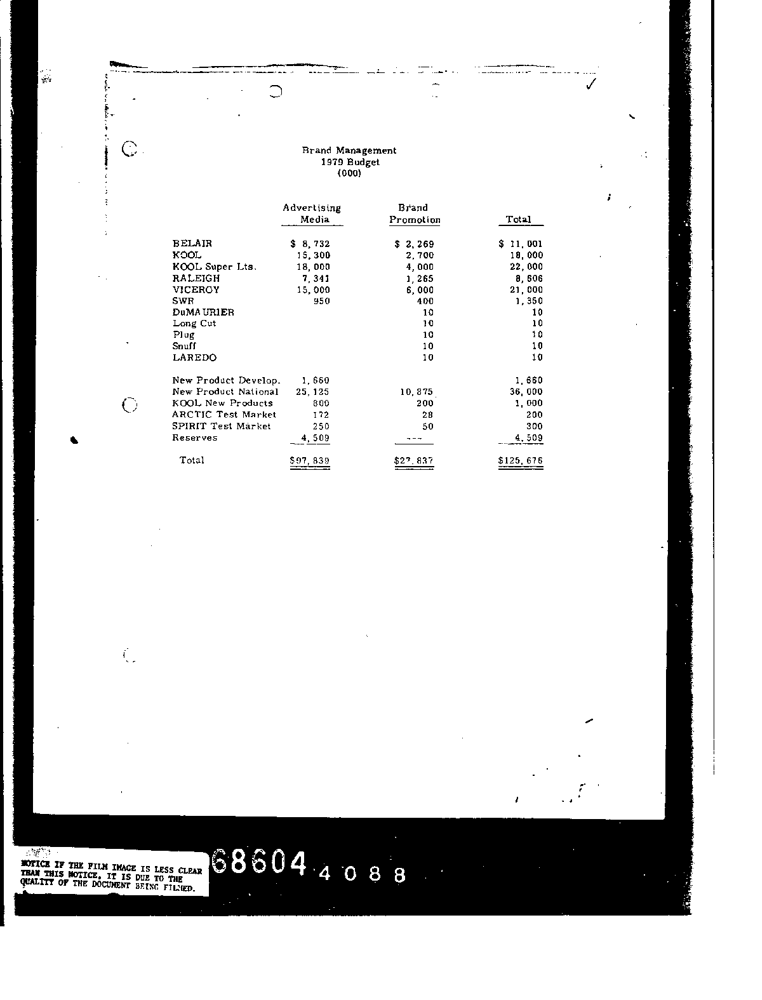 Brand Management
1979 Budget
(000)
Advertising Media Brand Promotion Total
BELAIR $ 8,732 $ 2,269 $ 11,001
KOOL 15,300 2,700 18,000
KOOL Super Lts. 18,000 4,000 22,000
RALEIGH 7,341 1,265 8,606
VICEROY 15,000 6,000 21,000
SWR 950 400 1,350
DuMAURIER 10 10
Long Cut 10 10
Plug 10 10
Snuff 10 10
LAREDO 10 10
New Product Develop. 1,660 1,660
New Product National 25,125 10,875 36,000
KOOL New Products 800 200 1,000
ARCTIC Test Market 172 28 200
SPIRIT Test Market 250 50 300
Reserves 4,509 --- 4,509
Total $97,839 $27,837 $125,676
NOTICE IF THE FILM IMAGE IS LESS CLEAR
THAN THIS NOTICE, IT IS DUE TO THE
QUALITY OF THE DOCUMENT BEING FILMED.
68604 4088